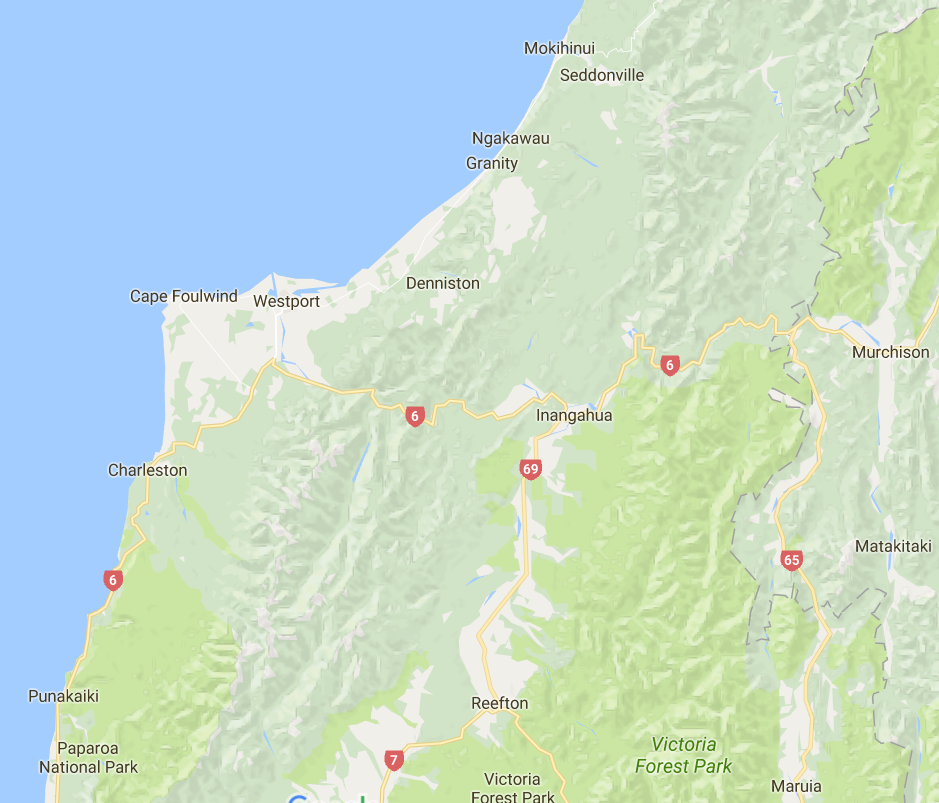 Mokihinui
Seddonville
Ngakawau
Granity
Denniston
Cape Foulwind
Westport
Murchison
6
6
Inangahua
69
Charleston
Matakitaki
65
6
Punakaiki
Reefton
Paparoa
National Park
Victoria
Forest Park
7
Victoria
Forest Park
Maruia